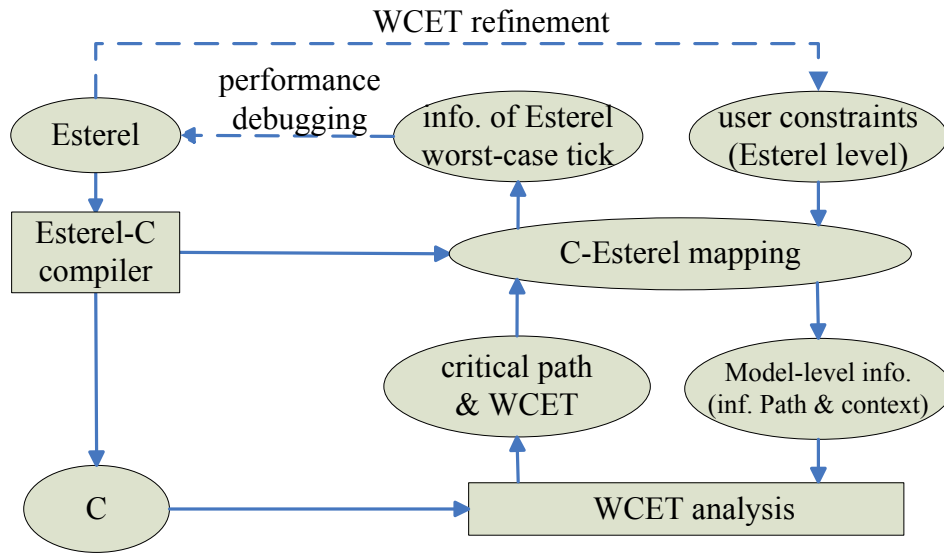 WCET refinement
performance
debugging
Esterel
info. of Esterel
worst-case tick
user constraints
(Esterel level)
Esterel-C
compiler
C-Esterel mapping
critical path
& WCET
Model-level info.
(inf. Path & context)
C
WCET analysis